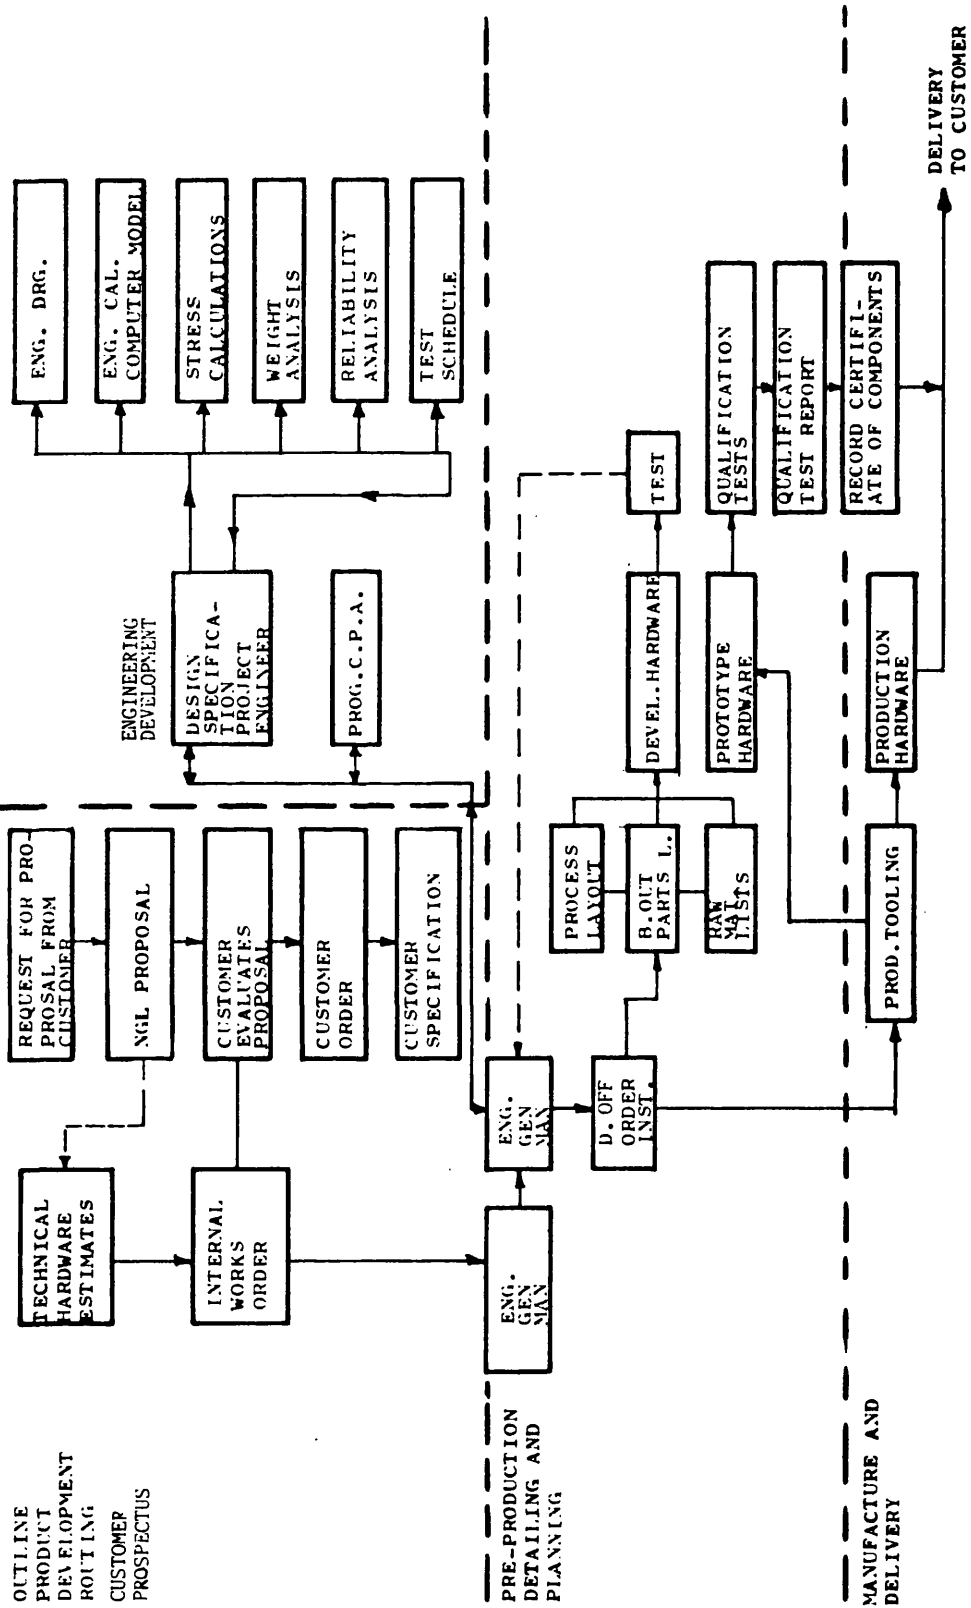 OUTLINE
PRODUCT
DEVELOPMENT
ROUTING
CUSTOMER
PROSPECTUS
TECHNICAL
HARDWARE
ESTIMATES
INTERNAL
WORKS
ORDER
REQUEST FOR PRO-
PROSAL FROM
CUSTOMER
NGL PROPOSAL
CUSTOMER
EVALUATES
PROPOSAL
CUSTOMER
ORDER
CUSTOMER
SPECIFICATION
ENGINEERING
DEVELOPMENT
DESIGN
SPECIFICA-
TION
PROJECT
ENGINEER
PROG.C.P.A.
ENG. DRG.
ENG. CAL.
COMPUTER MODEL
STRESS
CALCULATIONS
WEIGHT
ANALYSIS
RELIABILITY
ANALYSIS
TEST
SCHEDULE
PRE-PRODUCTION
DETAILING AND
PLANNING
ENG.
GEN
MAN
ENG.
GEN
MAN
D. OFF
ORDER
INST.
PROCESS
LAYOUT
B.OUT
PARTS L.
RAW
MAT
LISTS
DEVEL.HARDWARE
TEST
PROTOTYPE
HARDWARE
QUALIFICATION
TESTS
QUALIFICATION
TEST REPORT
RECORD CERTIFI-
ATE OF COMPONENTS
MANUFACTURE AND
DELIVERY
PROD.TOOLING
PRODUCTION
HARDWARE
DELIVERY
TO CUSTOMER